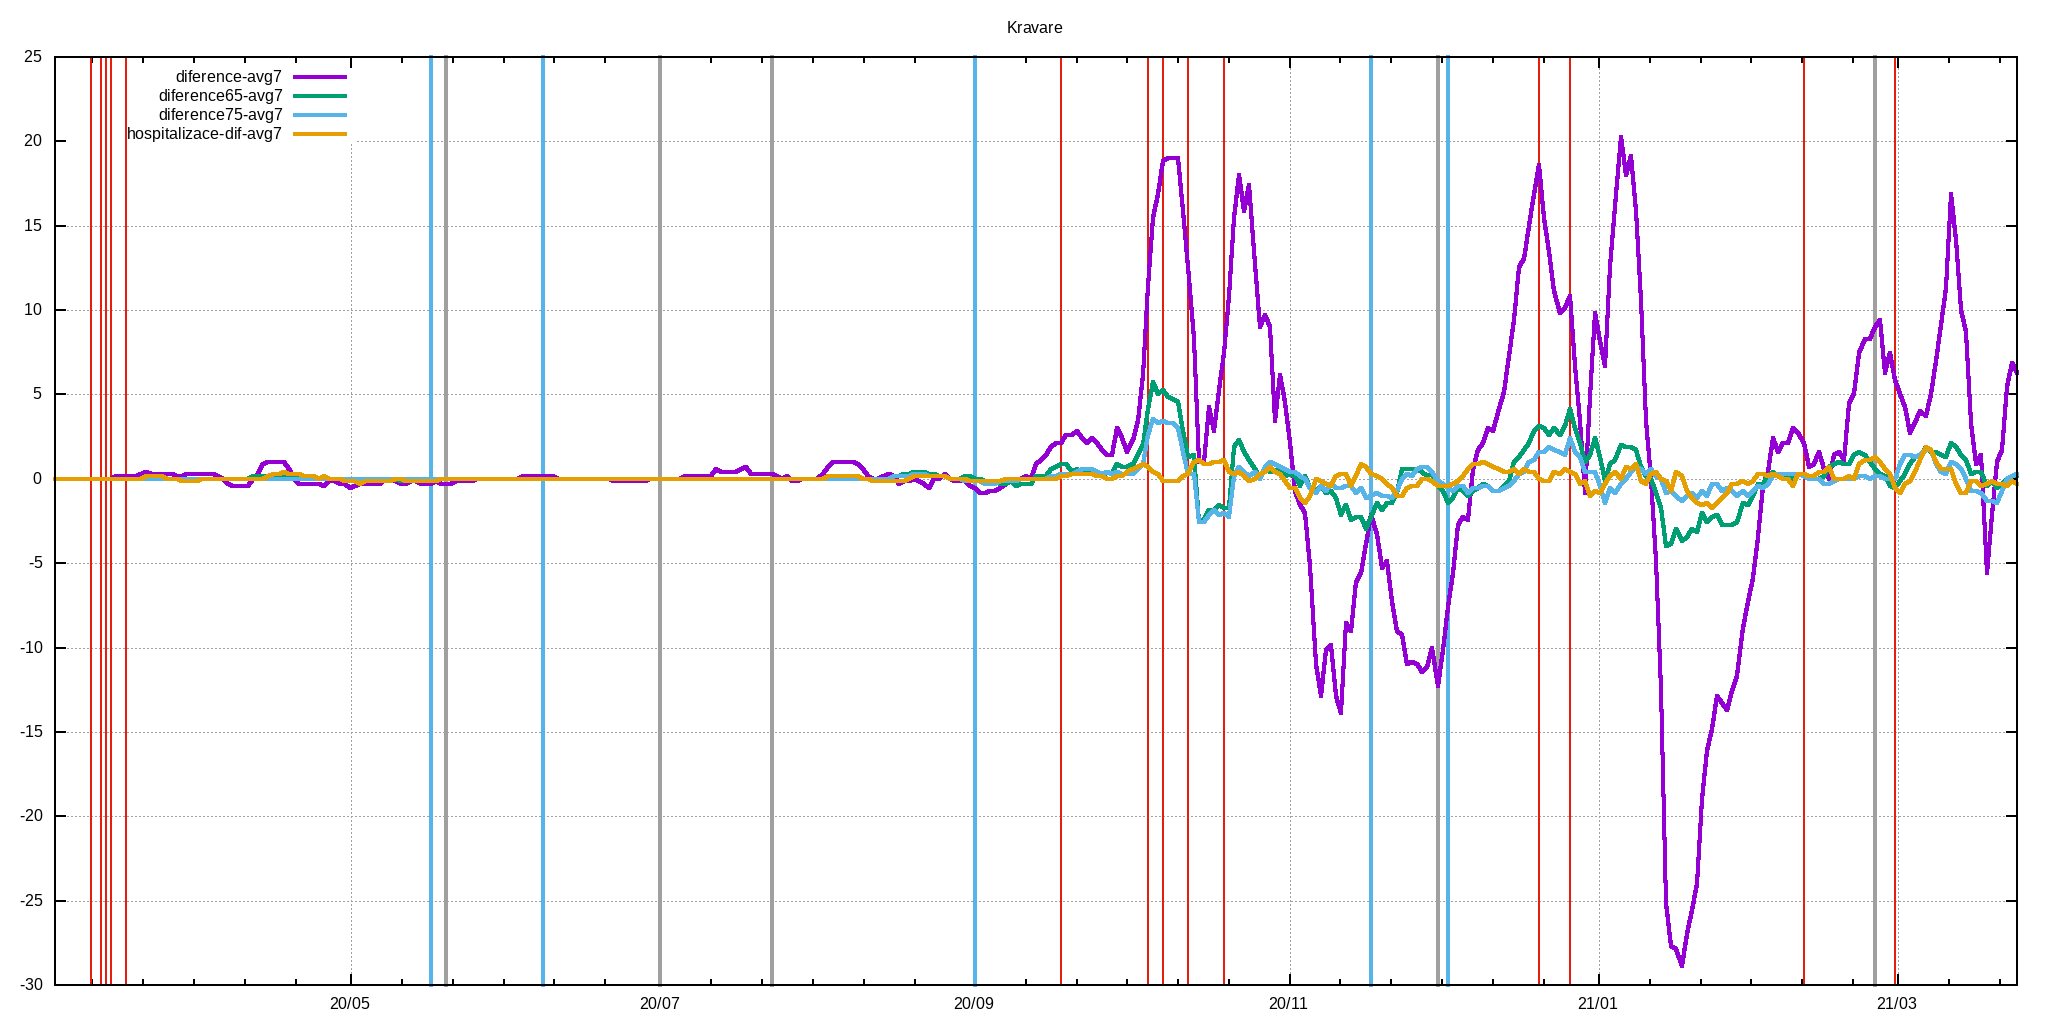 Kravare
25
20
15
10
5
0
-5
-10
-15
-20
-25
-30
diference-avg7
diference65-avg7
diference75-avg7
hospitalizace-dif-avg7
20/05 20/07 20/09 20/11 21/01 21/03